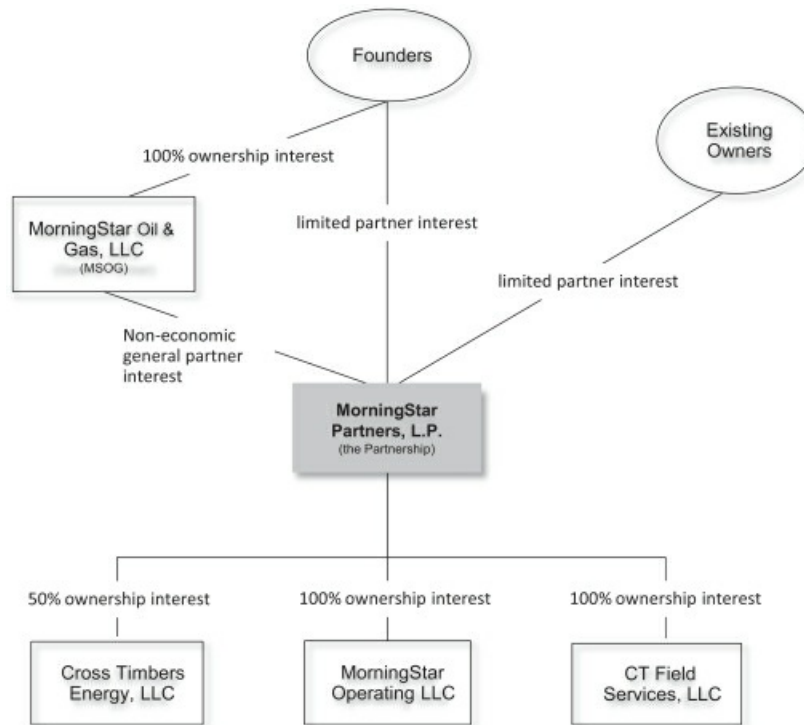 Founders
Existing
Owners
100% ownership interest
MorningStar Oil &
Gas, LLC
(MSOG)
limited partner interest
limited partner interest
Non-economic
general partner
interest
MorningStar
Partners, L.P.
(the Partnership)
50% ownership interest
100% ownership interest
100% ownership interest
Cross Timbers
Energy, LLC
MorningStar
Operating LLC
CT Field
Services, LLC